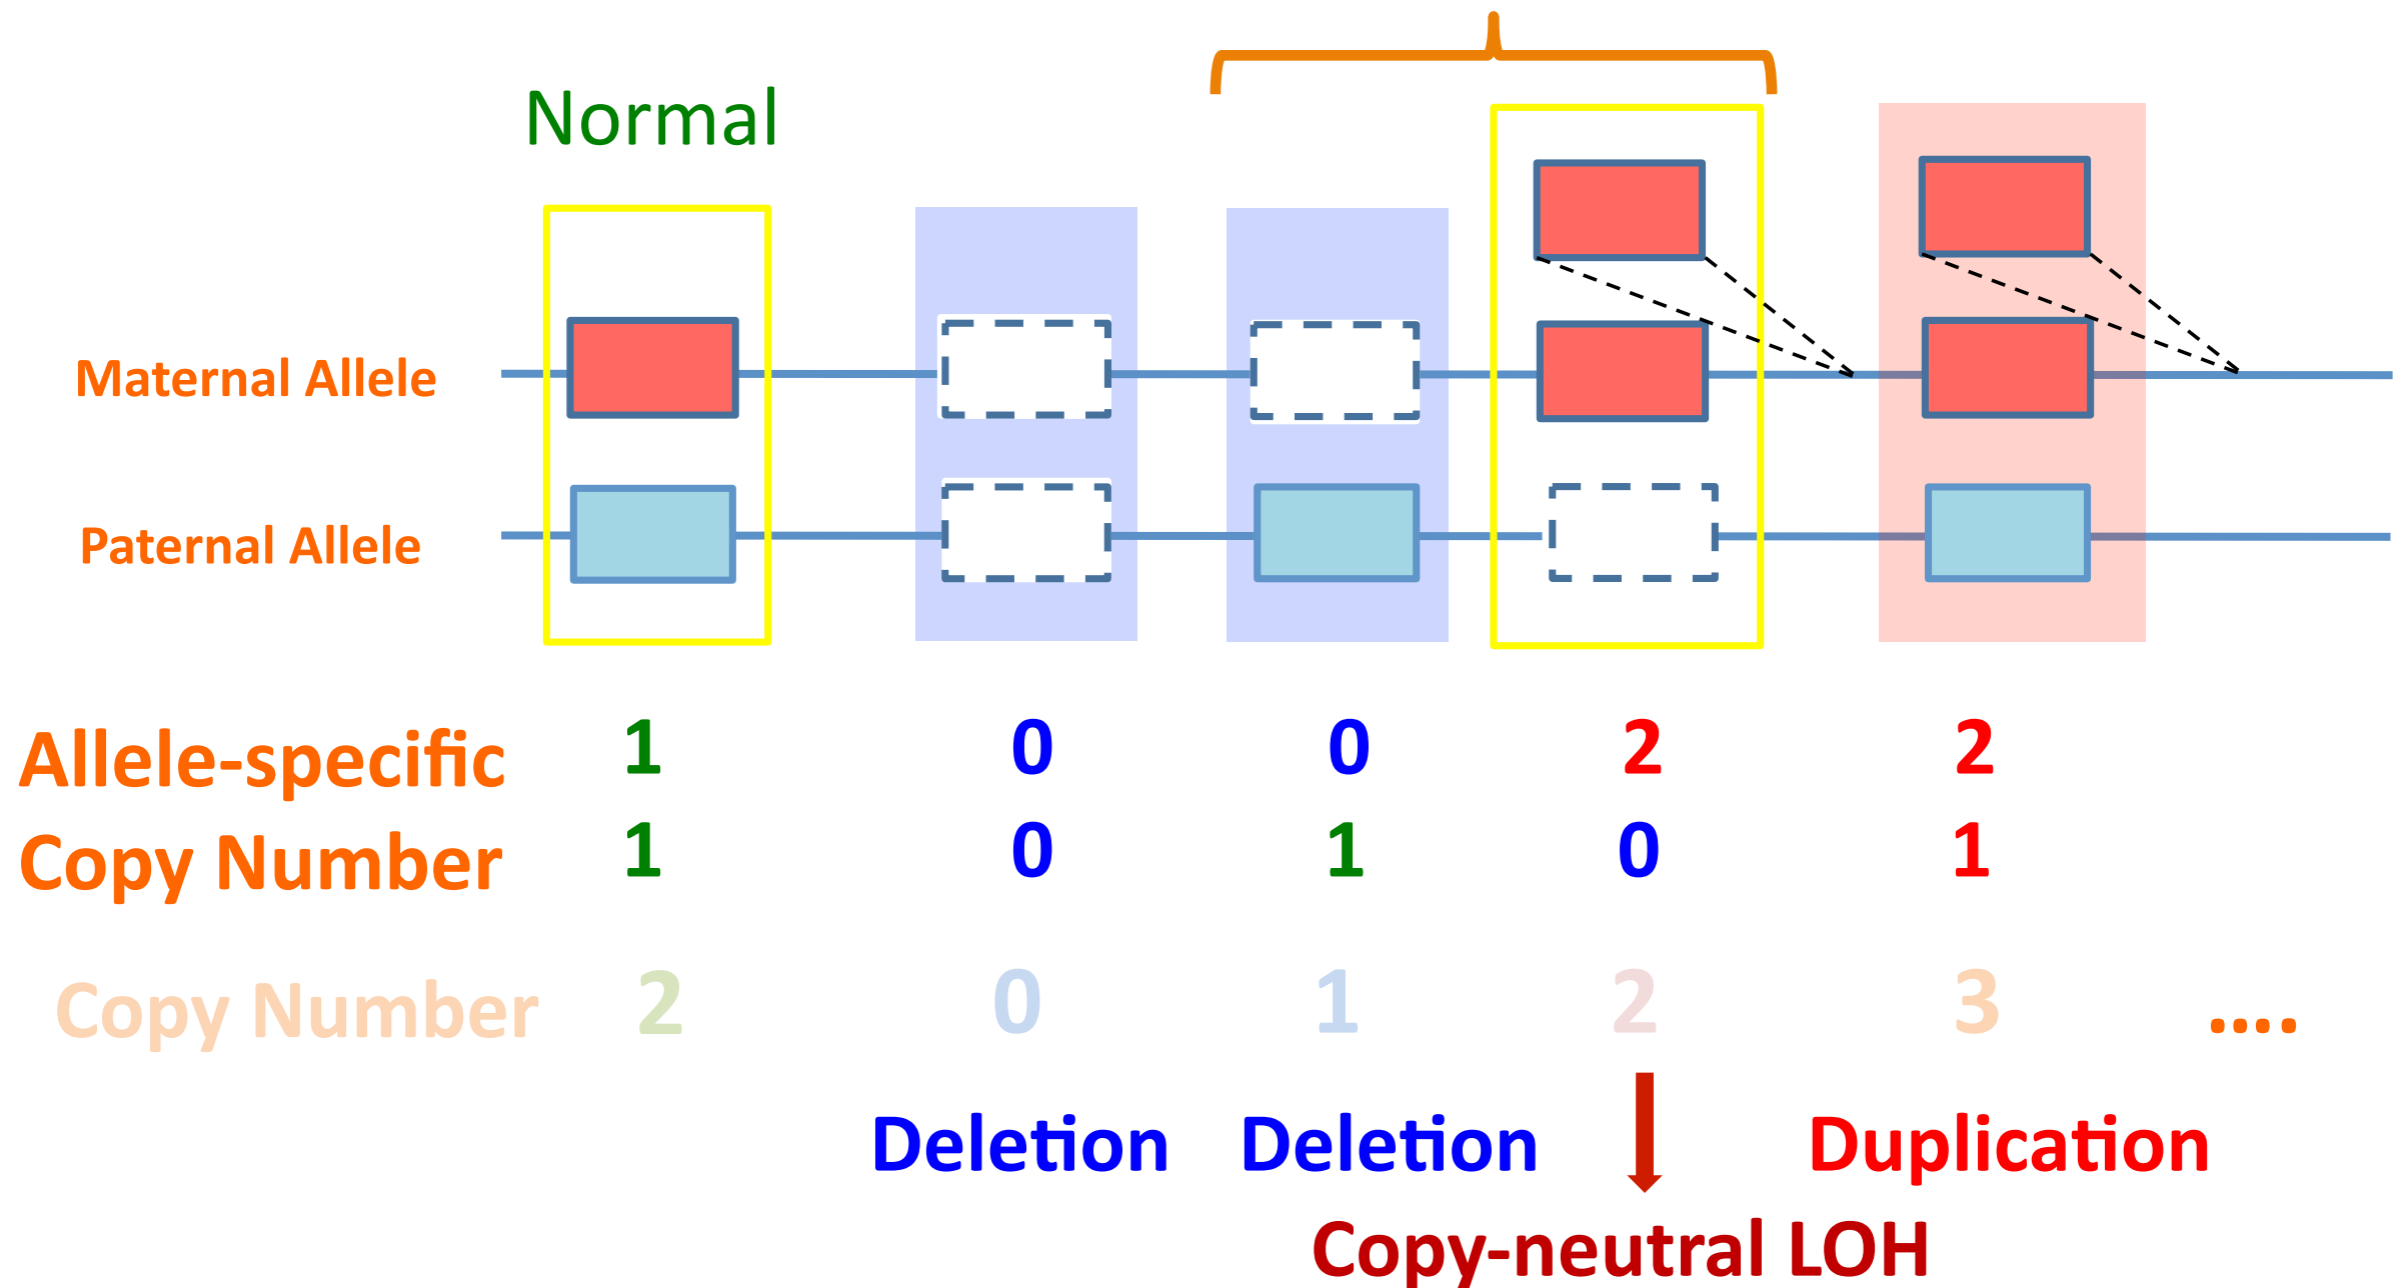 Normal
Maternal Allele
Paternal Allele
Allele-specific 1 0 0 2 2
Copy Number 1 0 1 0 1
Copy Number 2 0 1 2 3 ....
Deletion Deletion Duplication
Copy-neutral LOH